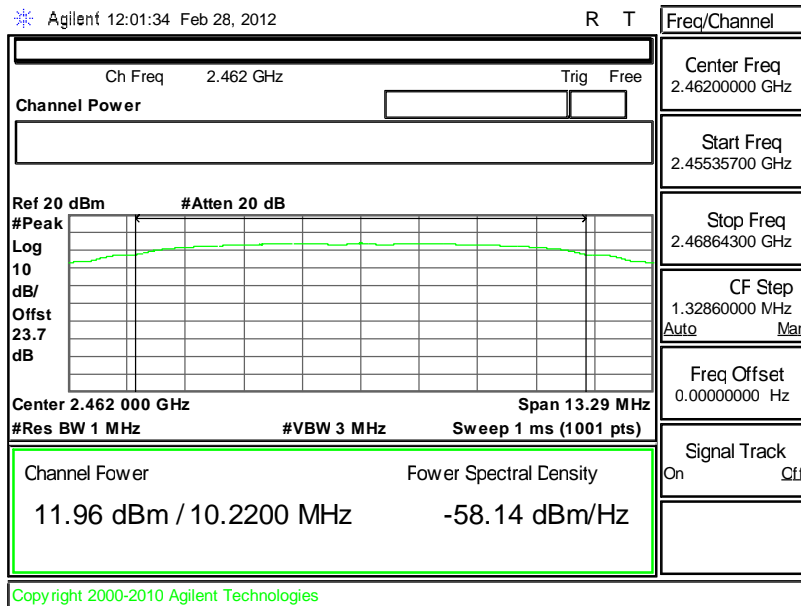 Agilent 12:01:34 Feb 28, 2012 R T
Ch Freq 2.462 GHz Trig Free
Channel Power
Ref 20 dBm #Atten 20 dB
#Peak
Log
10
dB/
Offst
23.7
dB
Center 2.462 000 GHz Span 13.29 MHz
#Res BW 1 MHz #VBW 3 MHz Sweep 1 ms (1001 pts)
Channel Power Power Spectral Density
11.96 dBm / 10.2200 MHz -58.14 dBm/Hz
Copyright 2000-2010 Agilent Technologies
Freq/Channel
Center Freq
2.46200000 GHz
Start Freq
2.45535700 GHz
Stop Freq
2.46864300 GHz
CF Step
1.32860000 MHz
Auto Man
Freq Offset
0.00000000 Hz
Signal Track
On Off